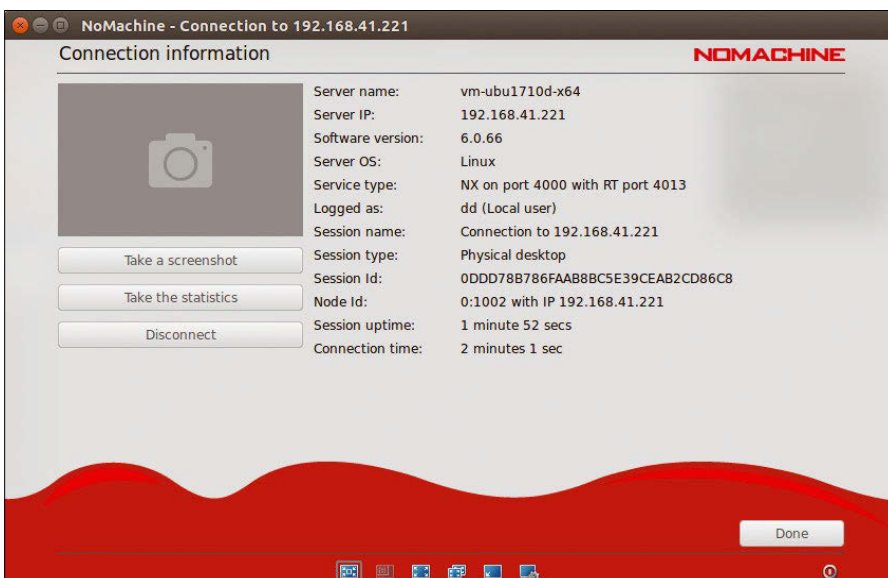 NoMachine - Connection to 192.168.41.221
Connection information
NOMACHINE
Server name: vm-ubu1710d-x64
Server IP: 192.168.41.221
Software version: 6.0.66
Server OS: Linux
Service type: NX on port 4000 with RT port 4013
Logged as: dd (Local user)
Session name: Connection to 192.168.41.221
Session type: Physical desktop
Session Id: 0DDD78B786FAAB8BC5E39CEAB2CD86C8
Node Id: 0:1002 with IP 192.168.41.221
Session uptime: 1 minute 52 secs
Connection time: 2 minutes 1 sec
Take a screenshot
Take the statistics
Disconnect
Done